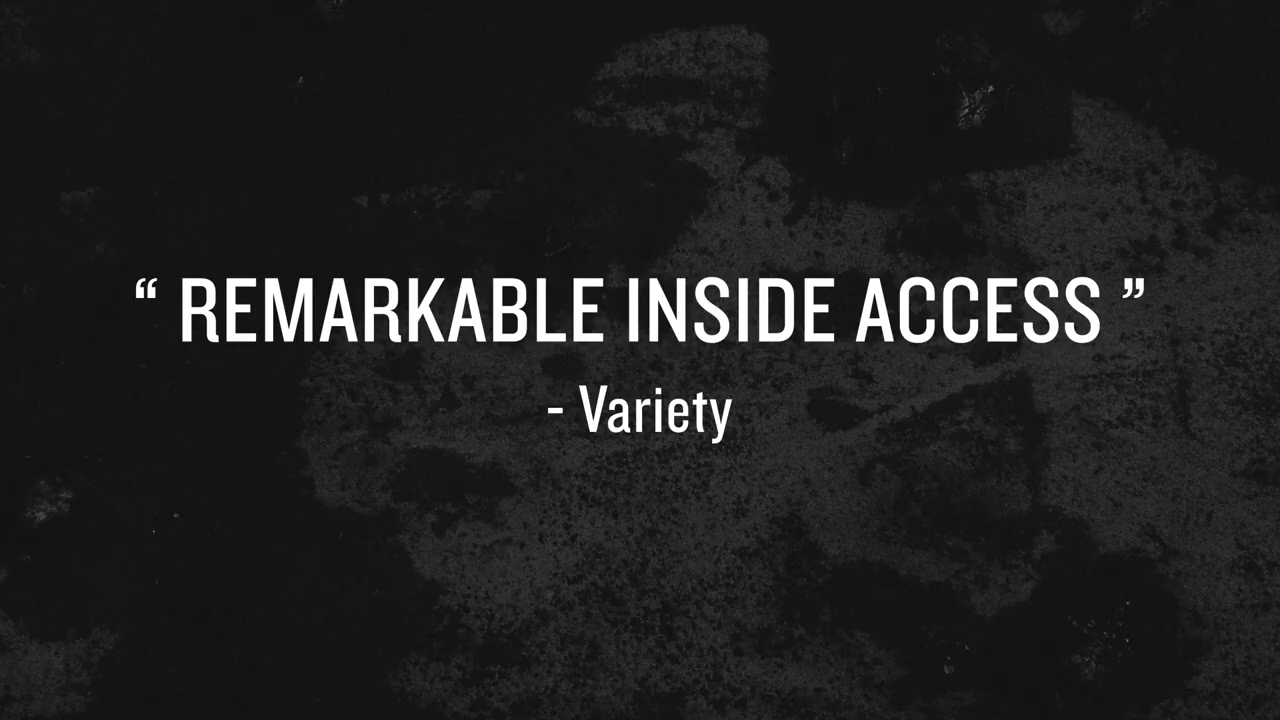 “ REMARKABLE INSIDE ACCESS ”
- Variety